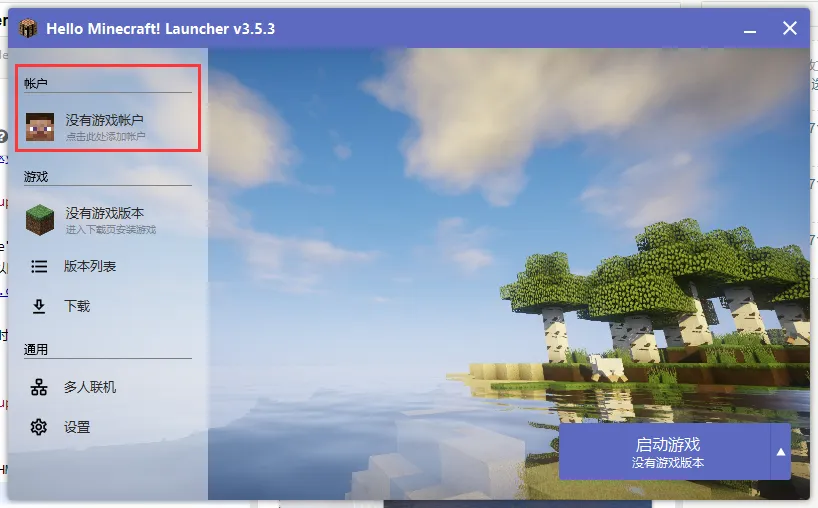 Hello Minecraft! Launcher v3.5.3
帐户
没有游戏帐户
点击此处添加帐户
游戏
没有游戏版本
进入下载页安装游戏
版本列表
下载
通用
多人联机
设置
启动游戏
没有游戏版本